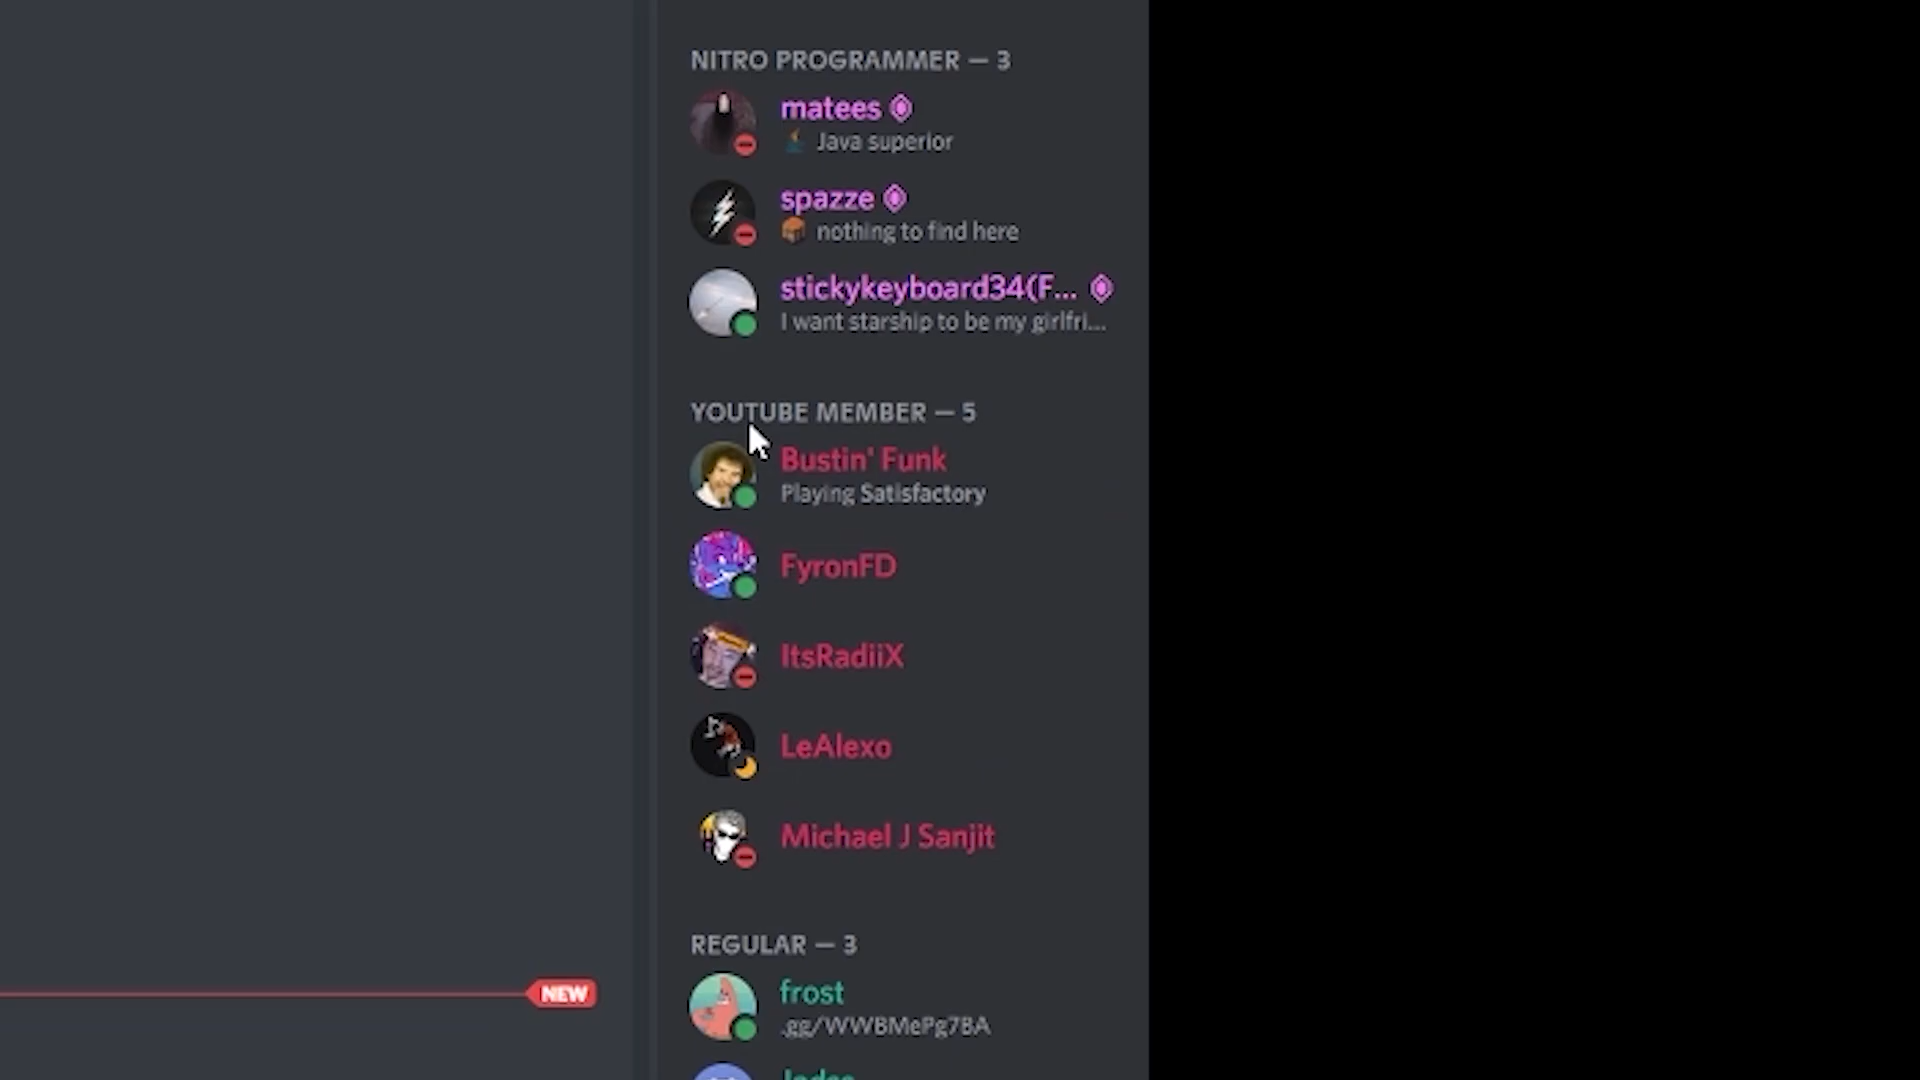 NITRO PROGRAMMER — 3
matees
Java superior
spazze
nothing to find here
stickykeyboard34(F...
I want starship to be my girlfri...
YOUTUBE MEMBER — 5
Bustin' Funk
Playing Satisfactory
FyronFD
ItsRadiiX
LeAlexo
Michael J Sanjit
REGULAR — 3
NEW
frost
.gg/WWBMePg7BA